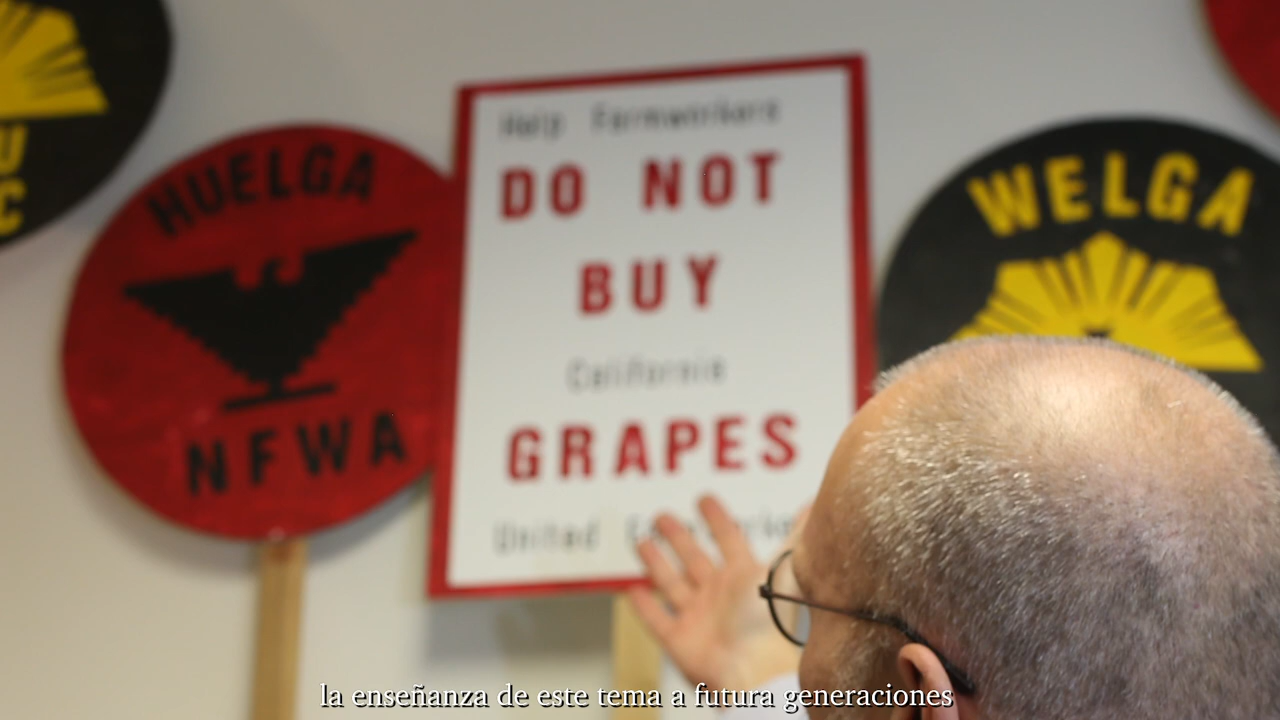 U
C
HUELGA
NFWA
Help Farmworkers
DO NOT
BUY
California
GRAPES
United
WELGA
la enseñanza de este tema a futura generaciones